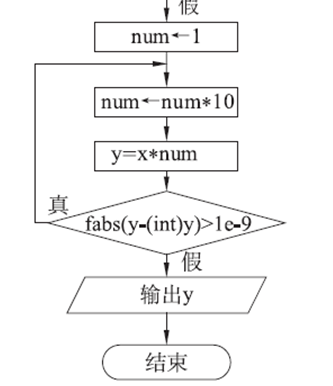 假
num←1
num←num*10
y=x*num
真
fabs(y-(int)y)>1e-9
假
输出y
结束